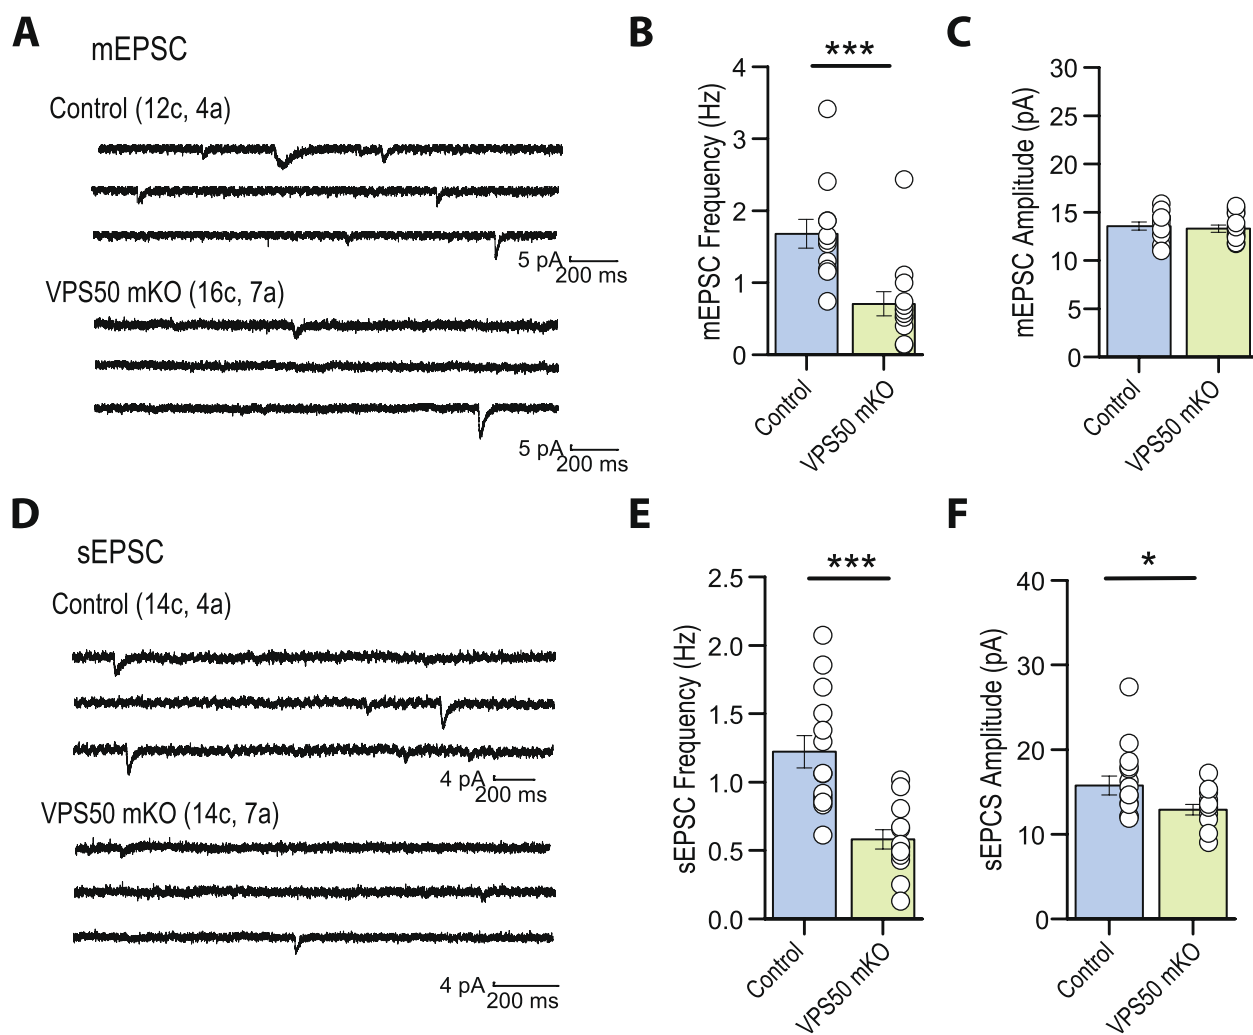 A
mEPSC
Control (12c, 4a)
5 pA
200 ms
VPS50 mKO (16c, 7a)
5 pA
200 ms
B
***
mEPSC Frequency (Hz)
4
3
2
1
0
Control
VPS50 mKO
C
mEPSC Amplitude (pA)
30
25
20
15
10
5
0
Control
VPS50 mKO
D
sEPSC
Control (14c, 4a)
4 pA
200 ms
VPS50 mKO (14c, 7a)
4 pA
200 ms
E
***
sEPSC Frequency (Hz)
2.5
2.0
1.5
1.0
0.5
0.0
Control
VPS50 mKO
F
*
sEPCS Amplitude (pA)
40
30
20
10
0
Control
VPS50 mKO